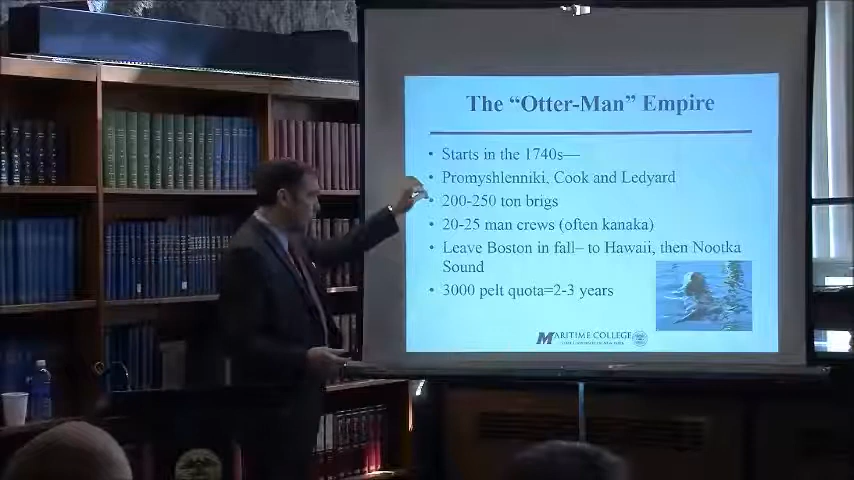 The “Otter-Man” Empire
• Starts in the 1740s—
• Promyshlenniki, Cook and Ledyard
• 200-250 ton brigs
• 20-25 man crews (often kanaka)
• Leave Boston in fall– to Hawaii, then Nootka
Sound
• 3000 pelt quota=2-3 years
MARITIME COLLEGE